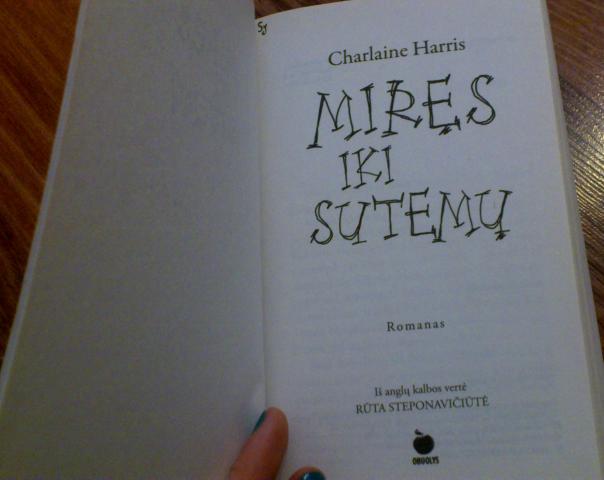 Charlaine Harris
MIRĘS
IKI
SUTEMŲ
Romanas
Iš anglų kalbos vertė
RŪTA STEPONAVIČIŪTĖ
OBUOLYS